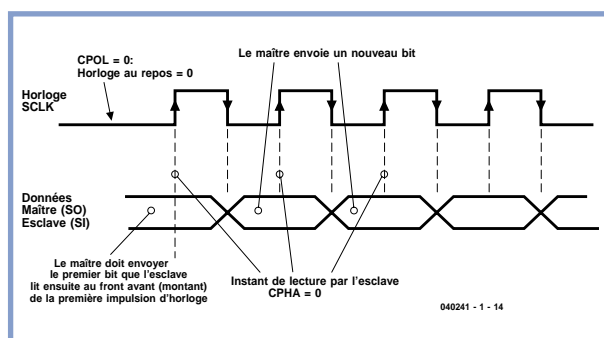 CPOL = 0:
Horloge au repos = 0
Le maître envoie un nouveau bit
Horloge
SCLK
Données
Maître (SO)
Esclave (SI)
Le maître doit envoyer
le premier bit que l'esclave
lit ensuite au front avant (montant)
de la première impulsion d'horloge
Instant de lecture par l'esclave
CPHA = 0
040241 - 1 - 14